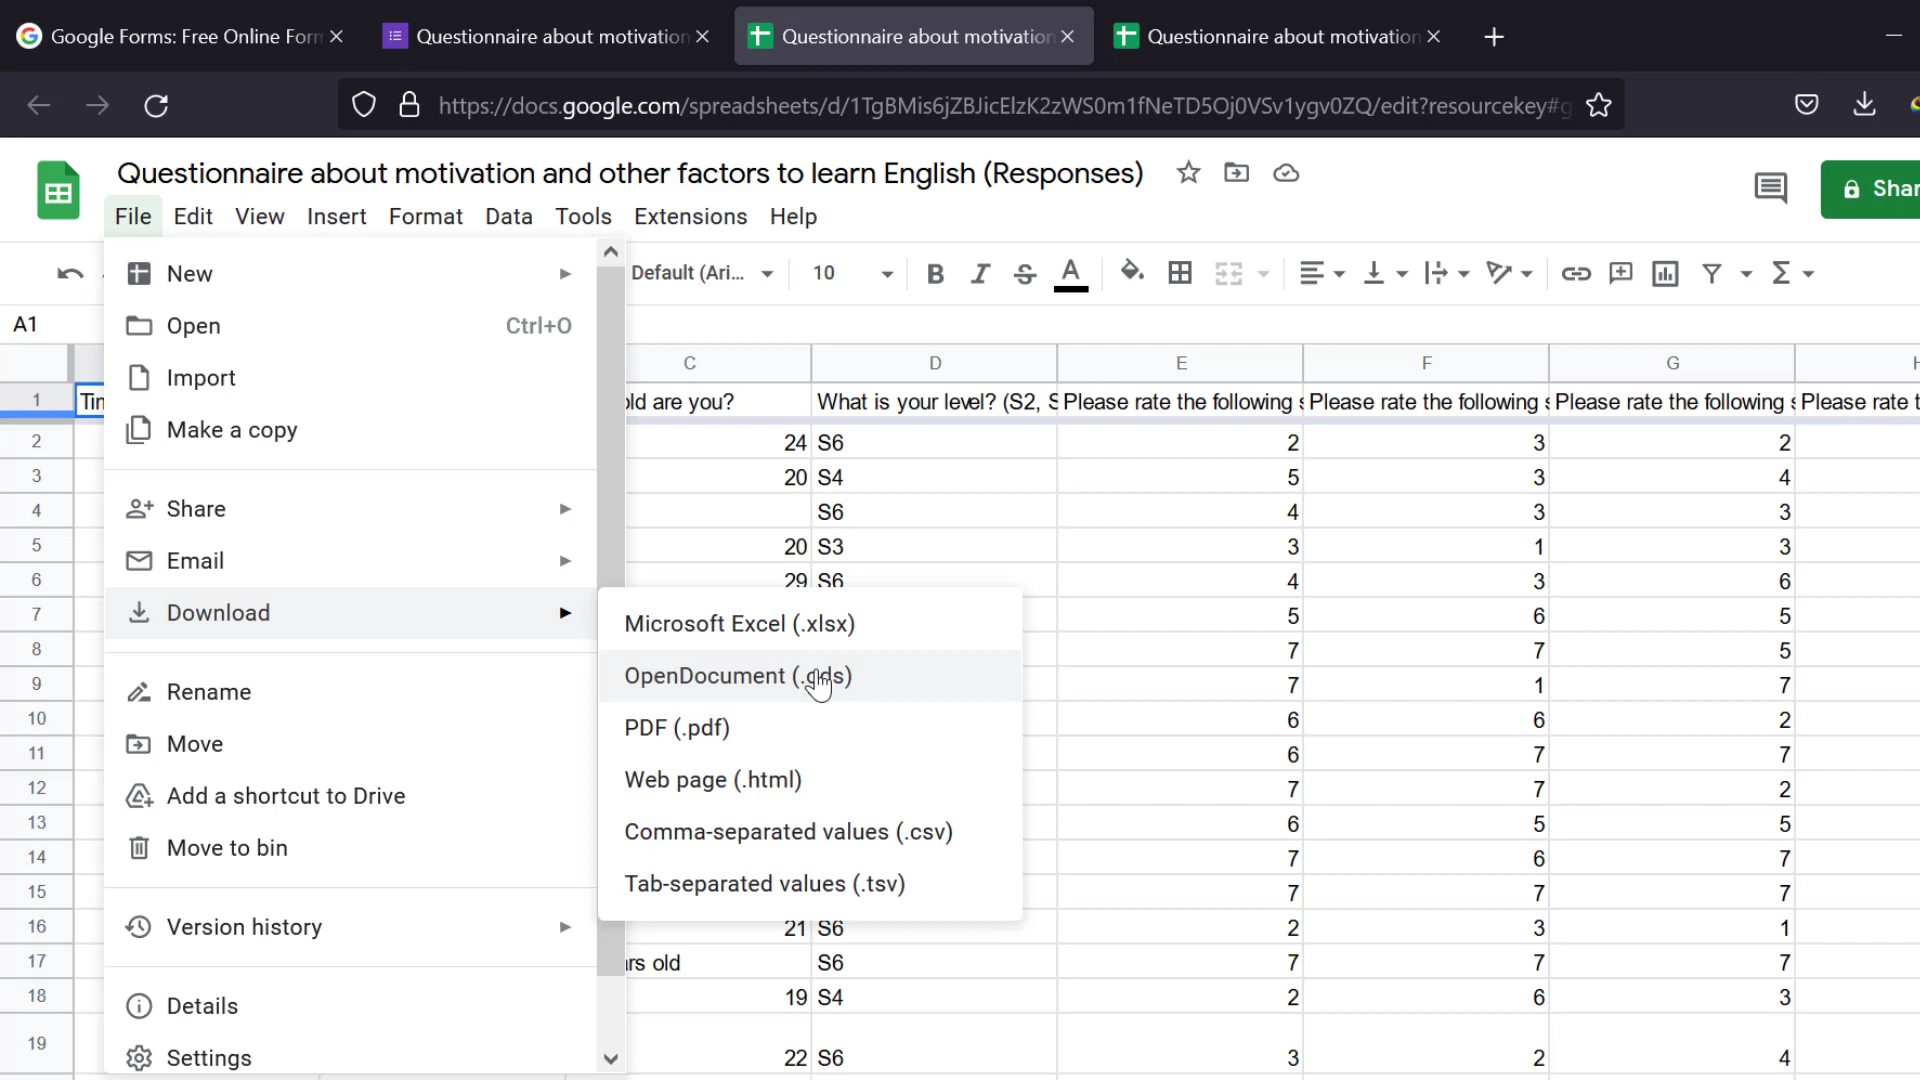 Google Forms: Free Online Form
Questionnaire about motivation
Questionnaire about motivation
Questionnaire about motivation
https://docs.google.com/spreadsheets/d/1TgBMis6jZBJicElzK2zWS0m1fNeTD5Oj0VSv1ygv0ZQ/edit?resourcekey#g
Questionnaire about motivation and other factors to learn English (Responses)
Shar
File Edit View Insert Format Data Tools Extensions Help
Default (Ari... 10 B I S A
A1
New
Open Ctrl+O
Import
Make a copy
Share
Email
Download
Rename
Move
Add a shortcut to Drive
Move to bin
Version history
Details
Settings
Microsoft Excel (.xlsx)
OpenDocument (.ods)
PDF (.pdf)
Web page (.html)
Comma-separated values (.csv)
Tab-separated values (.tsv)
C D E F G H
1 Tim old are you? What is your level? (S2, S Please rate the following s Please rate the following s Please rate the following s Please rate t
2 24 S6 2 3 2
3 20 S4 5 3 4
4 S6 4 3 3
5 20 S3 3 1 3
6 29 S6 4 3 6
7 5 6 5
8 7 7 5
9 7 1 7
10 6 6 2
11 6 7 7
12 7 7 2
13 6 5 5
14 7 6 7
15 7 7 7
16 21 S6 2 3 1
17 ars old S6 7 7 7
18 19 S4 2 6 3
19 22 S6 3 2 4